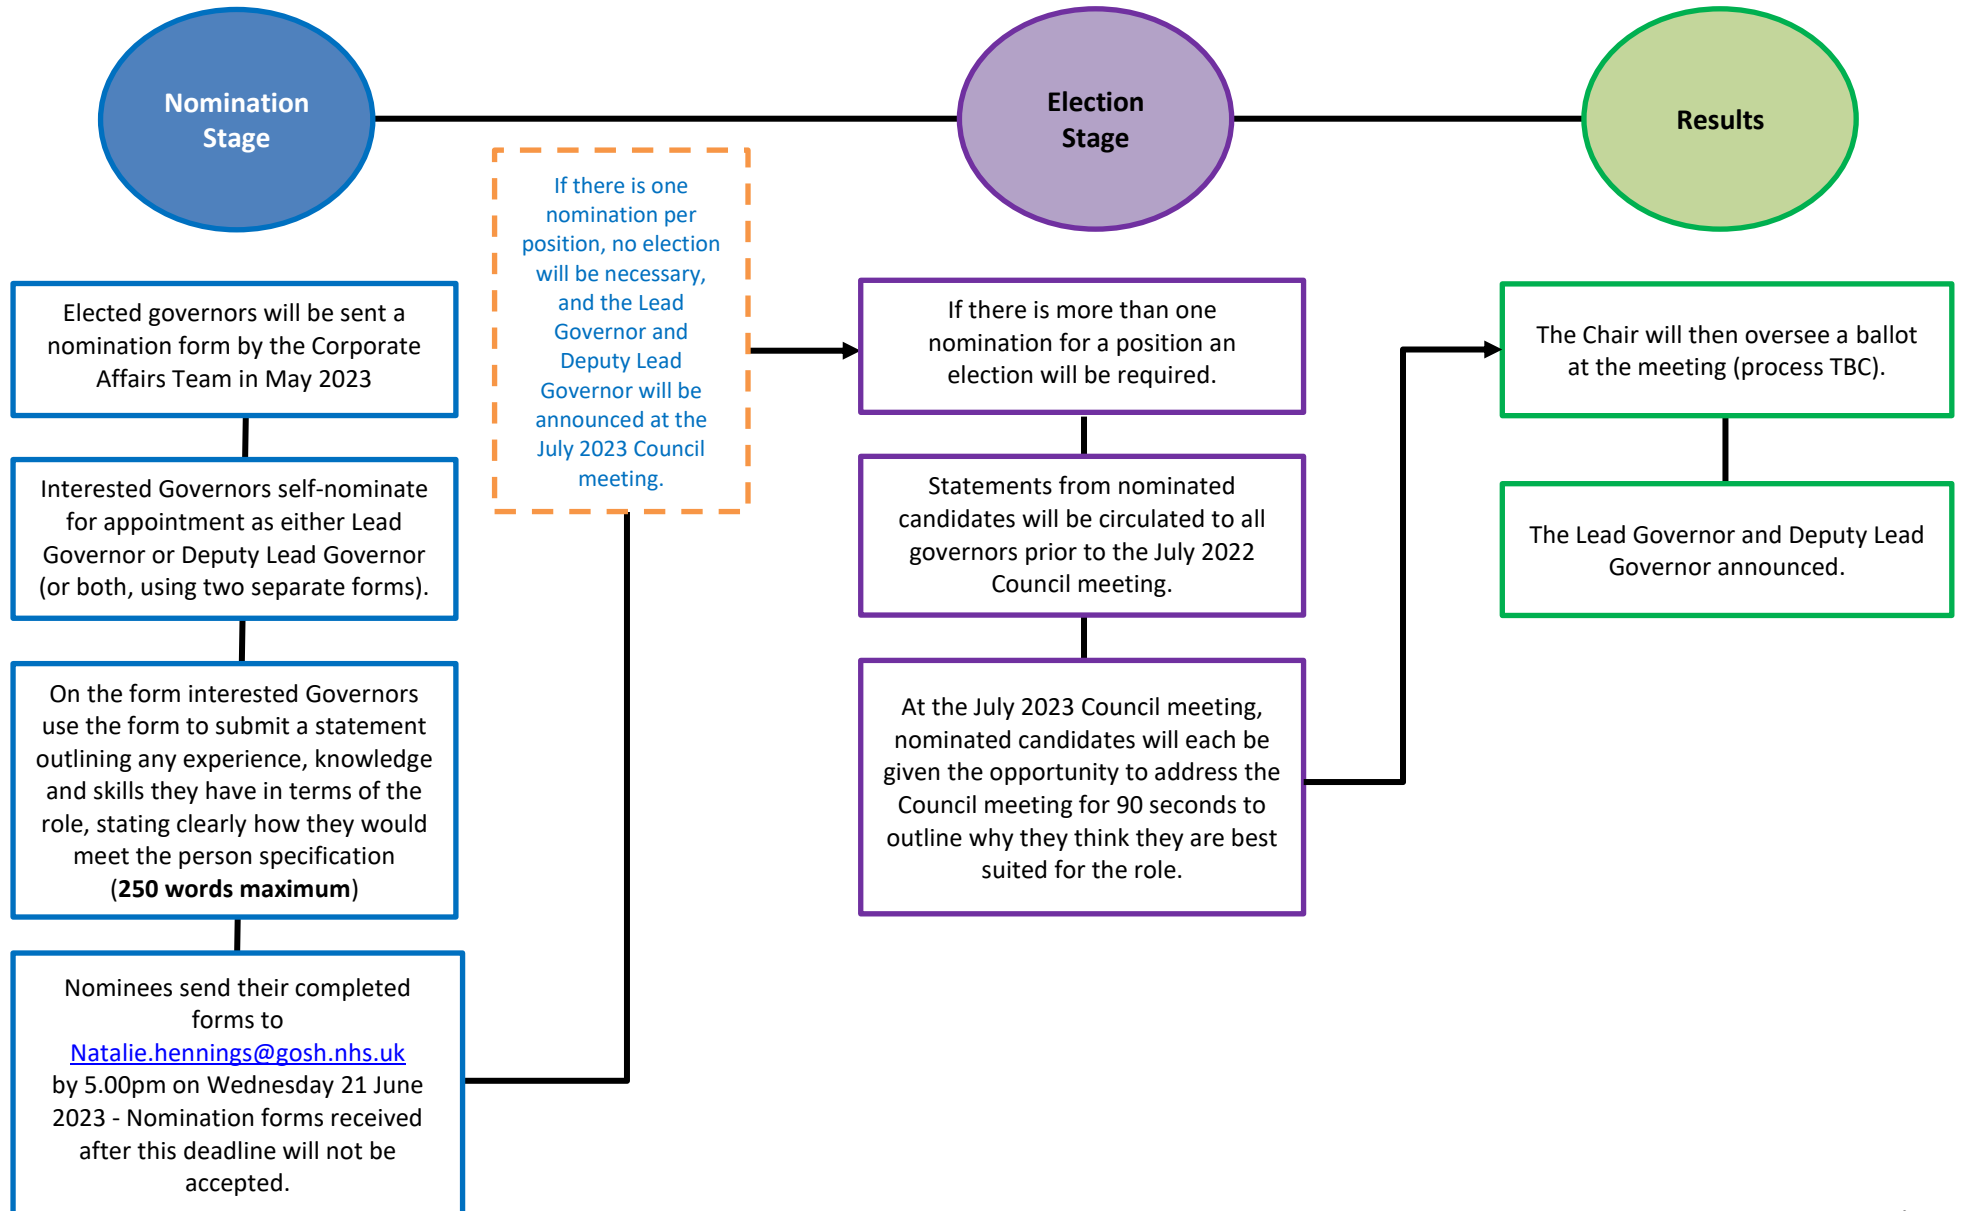 Nomination
Stage
Election
Stage
Results
Elected governors will be sent a
nomination form by the Corporate
Affairs Team in May 2023
Interested Governors self-nominate
for appointment as either Lead
Governor or Deputy Lead Governor
(or both, using two separate forms).
On the form interested Governors
use the form to submit a statement
outlining any experience, knowledge
and skills they have in terms of the
role, stating clearly how they would
meet the person specification
(250 words maximum)
Nominees send their completed
forms to
Natalie.hennings@gosh.nhs.uk
by 5.00pm on Wednesday 21 June
2023 - Nomination forms received
after this deadline will not be
accepted.
If there is one
nomination per
position, no election
will be necessary,
and the Lead
Governor and
Deputy Lead
Governor will be
announced at the
July 2023 Council
meeting.
If there is more than one
nomination for a position an
election will be required.
Statements from nominated
candidates will be circulated to all
governors prior to the July 2022
Council meeting.
At the July 2023 Council meeting,
nominated candidates will each be
given the opportunity to address the
Council meeting for 90 seconds to
outline why they think they are best
suited for the role.
The Chair will then oversee a ballot
at the meeting (process TBC).
The Lead Governor and Deputy Lead
Governor announced.